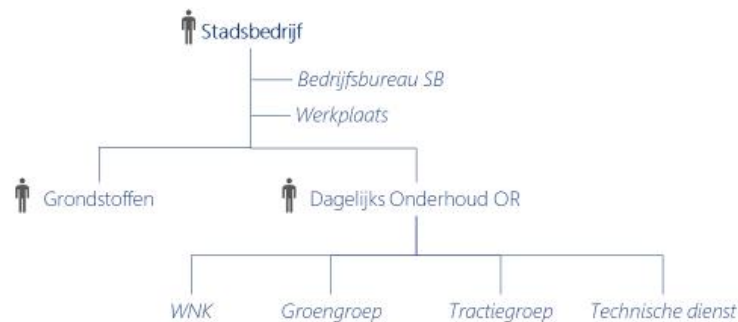 Stadsbedrijf
Bedrijfsbureau SB
Werkplaats
Grondstoffen
Dagelijks Onderhoud OR
WNK
Groengroep
Tractiegroep
Technische dienst